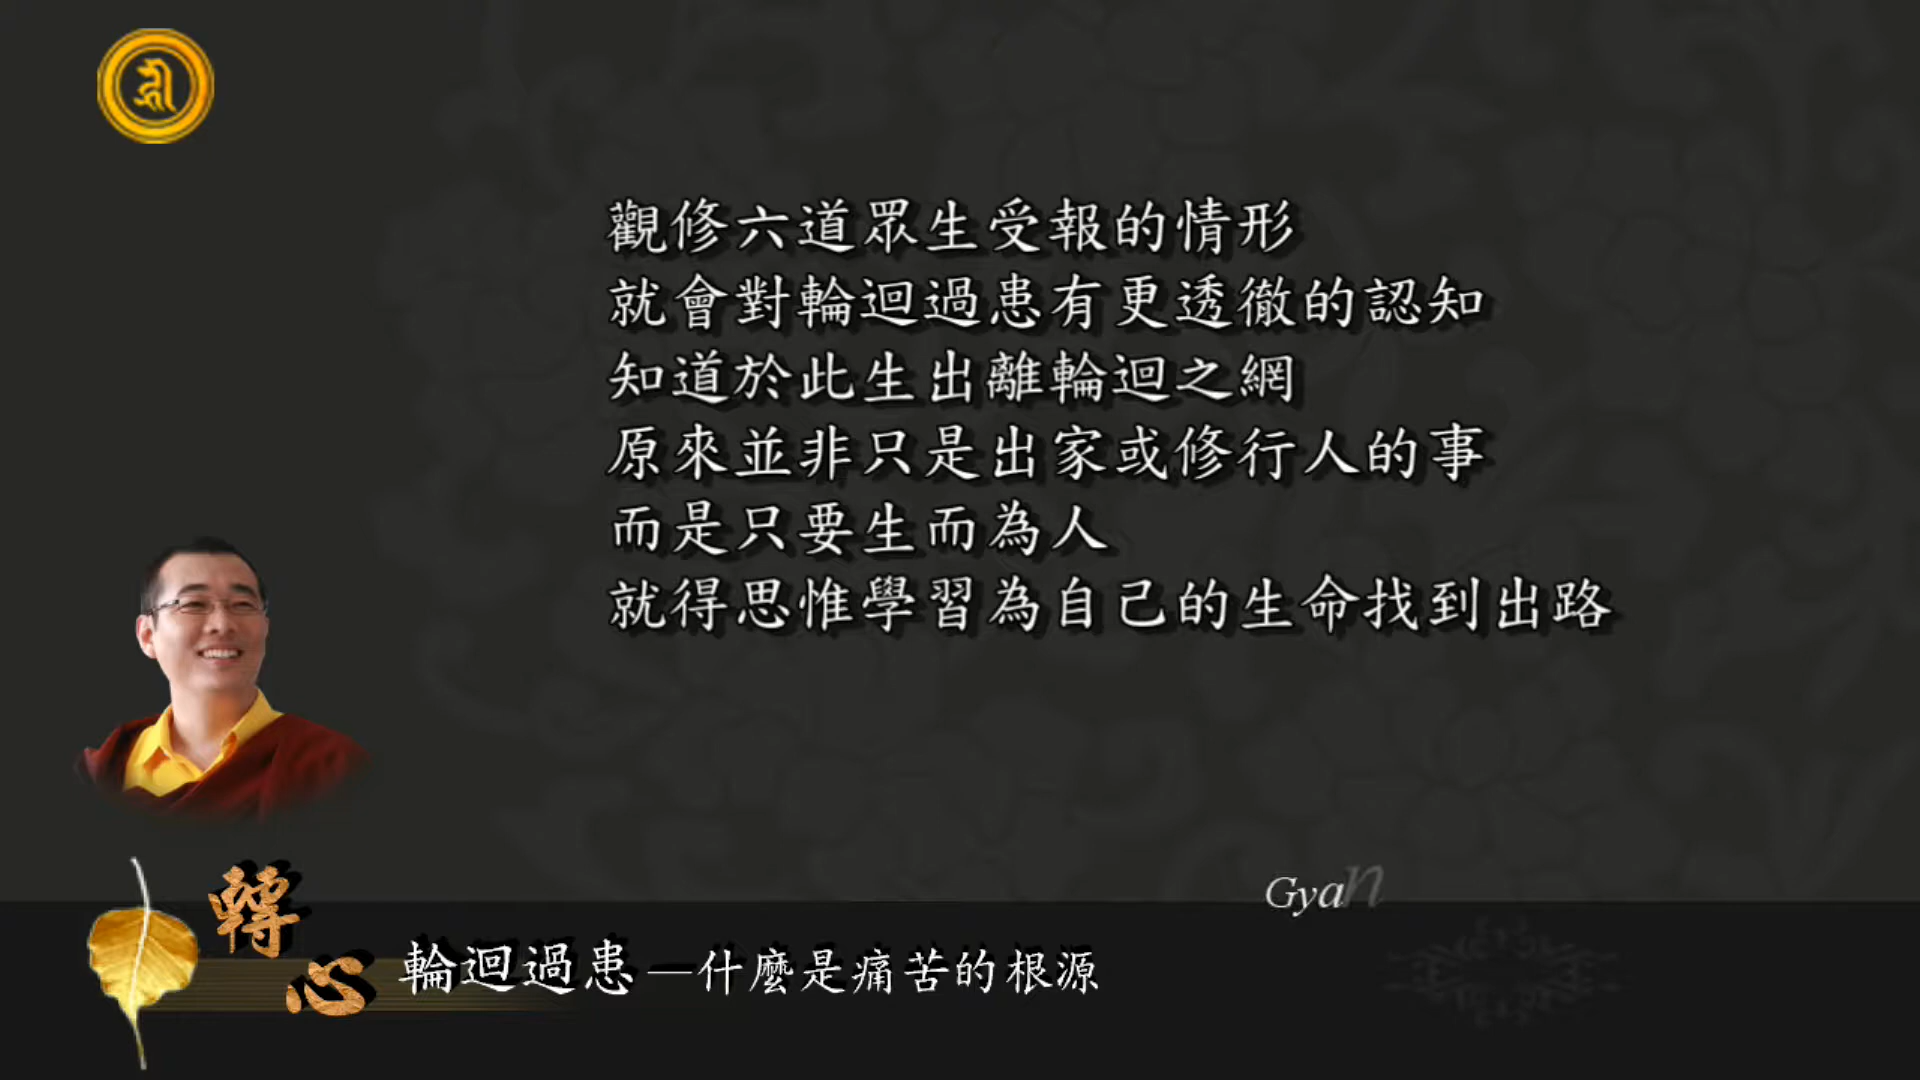 觀修六道眾生受報的情形
就會對輪迴過患有更透徹的認知
知道於此生出離輪迴之網
原來並非只是出家或修行人的事
而是只要生而為人
就得思惟學習為自己的生命找到出路
Gyan
轉心
輪迴過患—什麼是痛苦的根源